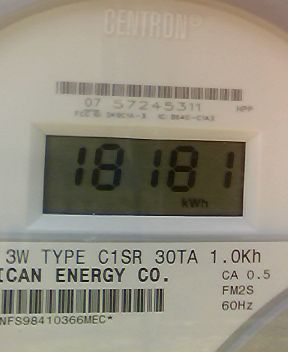 CENTRON®
07 57245311 HPP
18181
kWh
3W TYPE C1SR 30TA 1.0Kh
ICAN ENERGY CO. CA 0.5
FM2S
60Hz
NFS98410366MEC*